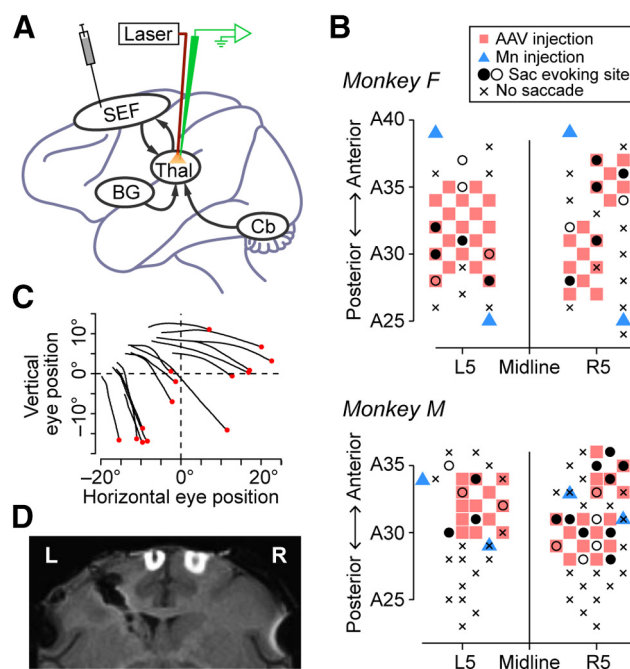 A
Laser
SEF
Thal
BG
Cb
B
AAV injection
Mn injection
Sac evoking site
No saccade
Monkey F
A40
A35
A30
A25
Posterior ←→ Anterior
L5
Midline
R5
Monkey M
A35
A30
A25
Posterior ←→ Anterior
L5
Midline
R5
C
Vertical
eye position
10°
0°
−10°
−20°
0°
20°
Horizontal eye position
D
L
R